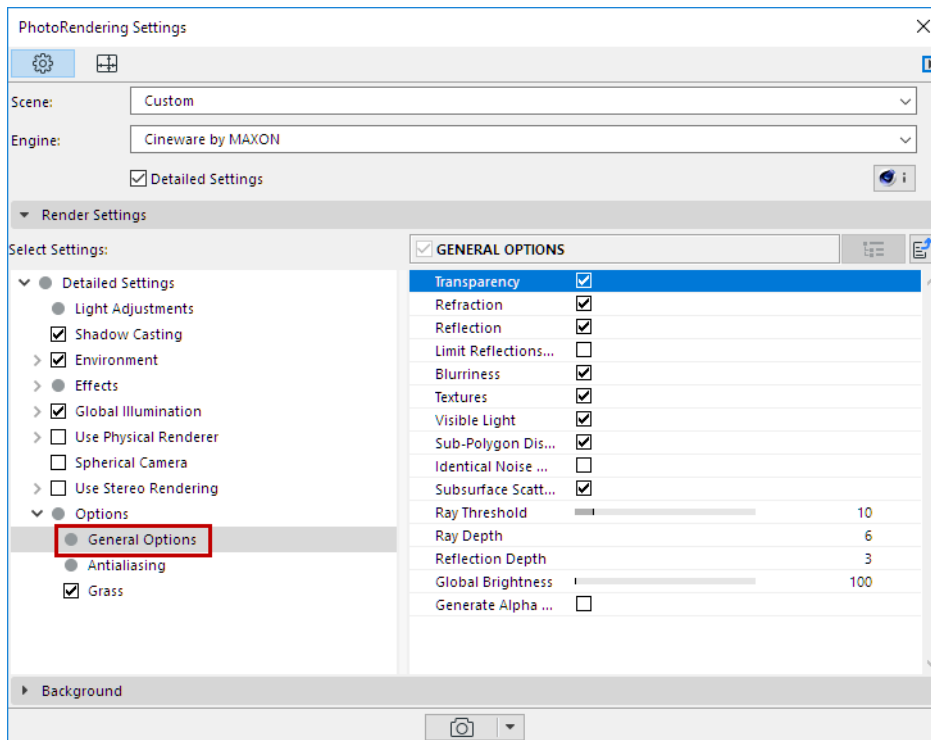 PhotoRendering Settings
Scene: Custom
Engine: Cineware by MAXON
Detailed Settings
i
Render Settings
Select Settings:
Detailed Settings
Light Adjustments
Shadow Casting
Environment
Effects
Global Illumination
Use Physical Renderer
Spherical Camera
Use Stereo Rendering
Options
General Options
Antialiasing
Grass
GENERAL OPTIONS
Transparency
Refraction
Reflection
Limit Reflections...
Blurriness
Textures
Visible Light
Sub-Polygon Dis...
Identical Noise ...
Subsurface Scatt...
Ray Threshold 10
Ray Depth 6
Reflection Depth 3
Global Brightness 100
Generate Alpha ...
Background